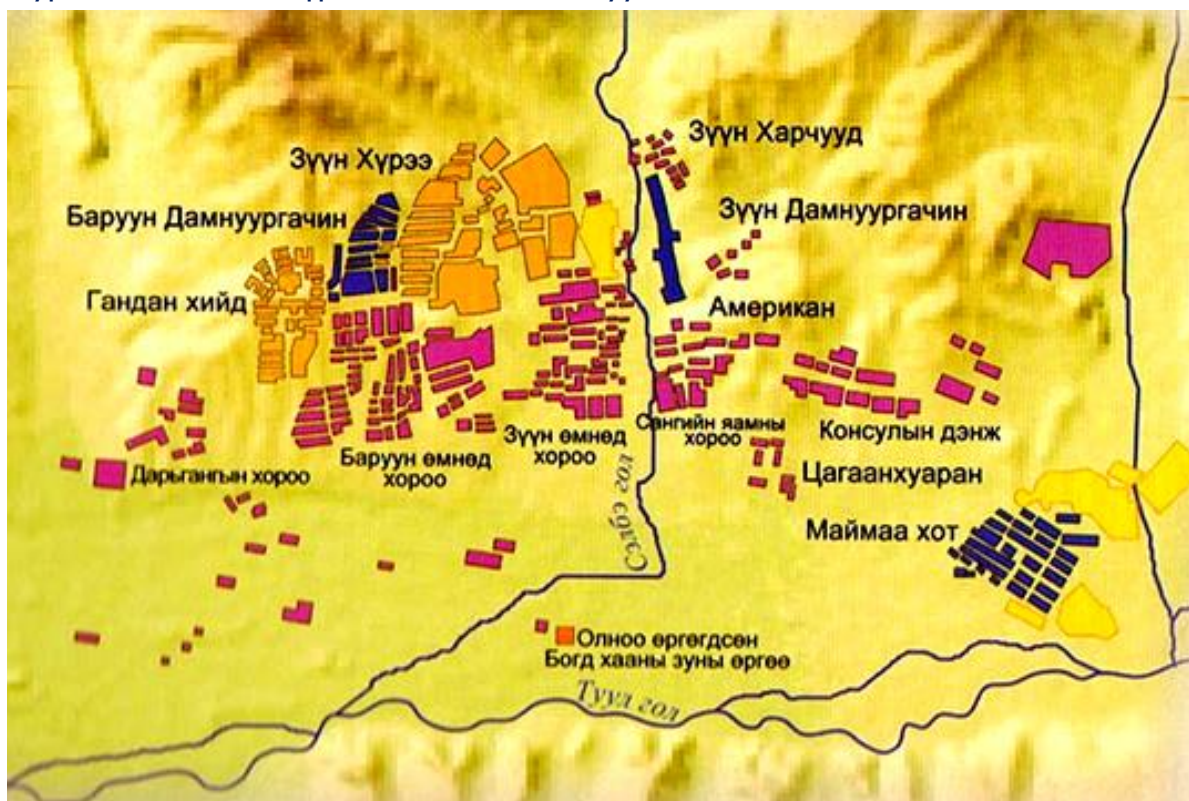 Зүүн Харчууд
Зүүн Хүрээ
Баруун Дамнуургачин
Зүүн Дамнуургачин
Гандан хийд
Американ
Сангийн яамны
хороо
Зүүн өмнөд
хороо
Консулын дэнж
Баруун өмнөд
хороо
Дарьгангын хороо
Цагаанхуаран
Маймаа хот
Сэлбэ гол
Олноо өргөгдсөн
Богд хааны зуны өргөө
Туул гол